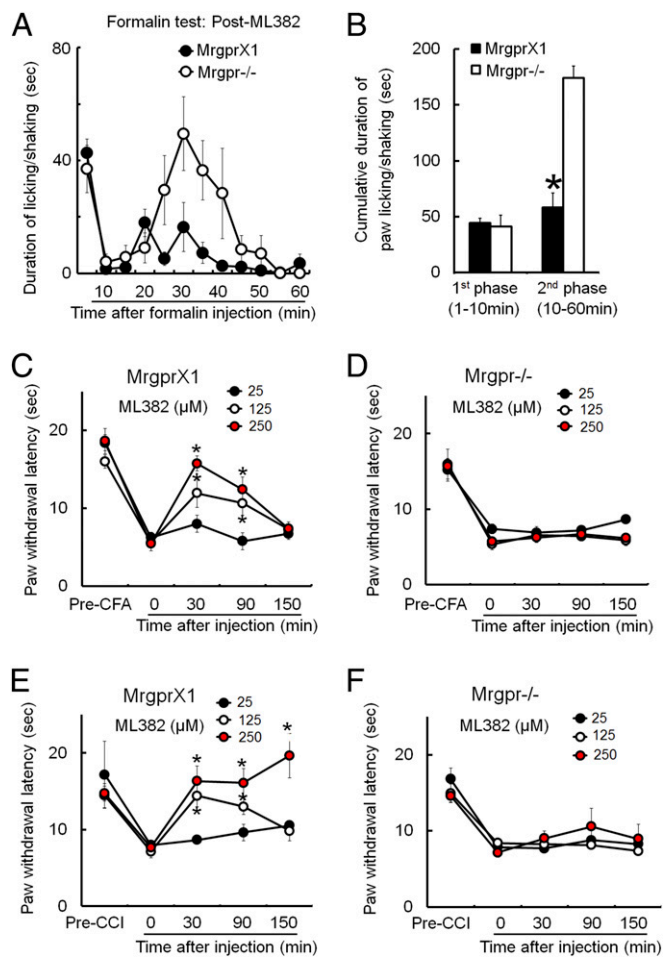 A
Formalin test: Post-ML382
Duration of licking/shaking (sec)
80
40
0
MrgprX1
Mrgpr-/-
10 20 30 40 50 60
Time after formalin injection (min)
B
Cumulative duration of
paw licking/shaking (sec)
200
150
100
50
0
MrgprX1
Mrgpr-/-
*
1st phase
(1-10min)
2nd phase
(10-60min)
C
MrgprX1
ML382 (µM)
25
125
250
Paw withdrawal latency (sec)
20
10
0
* *
* *
Pre-CFA 0 30 90 150
Time after injection (min)
D
Mrgpr-/-
ML382 (µM)
25
125
250
Paw withdrawal latency (sec)
20
10
0
Pre-CFA 0 30 90 150
Time after injection (min)
E
MrgprX1
ML382 (µM)
25
125
250
Paw withdrawal latency (sec)
20
10
0
* * *
* *
Pre-CCI 0 30 90 150
Time after injection (min)
F
Mrgpr-/-
ML382 (µM)
25
125
250
Paw withdrawal latency (sec)
20
10
0
Pre-CCI 0 30 90 150
Time after injection (min)